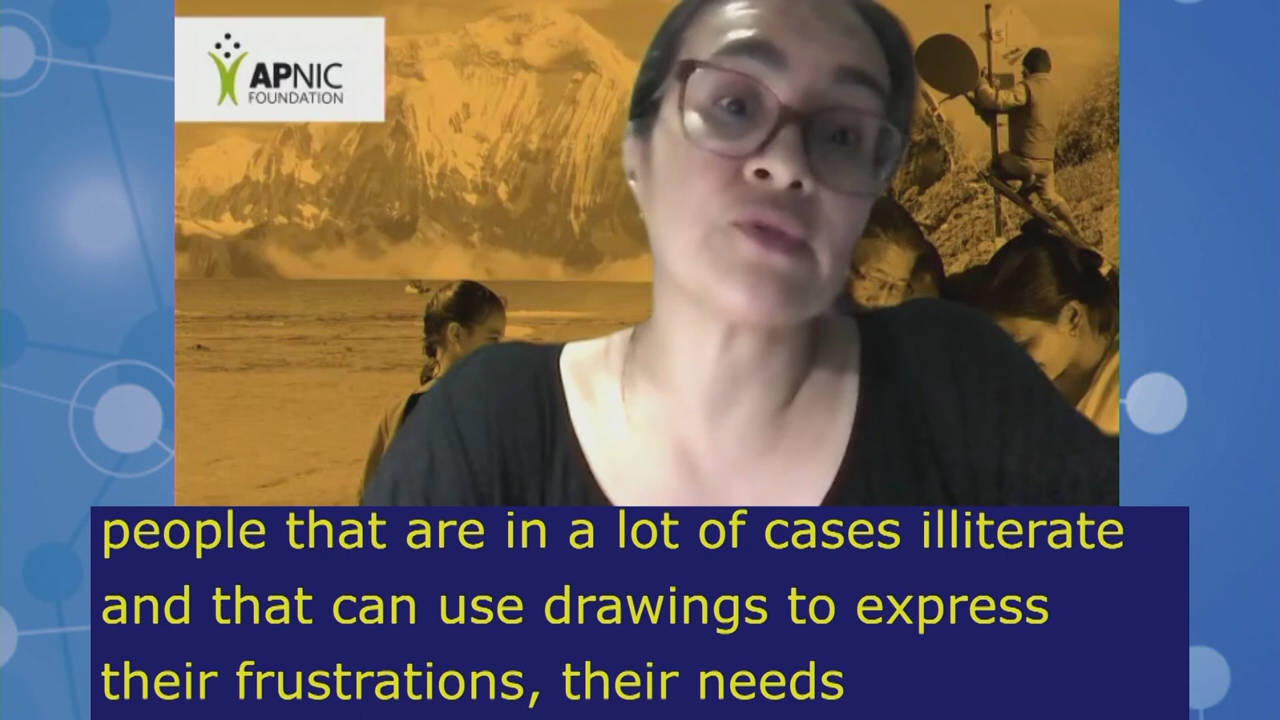 APNIC
FOUNDATION
people that are in a lot of cases illiterate
and that can use drawings to express
their frustrations, their needs